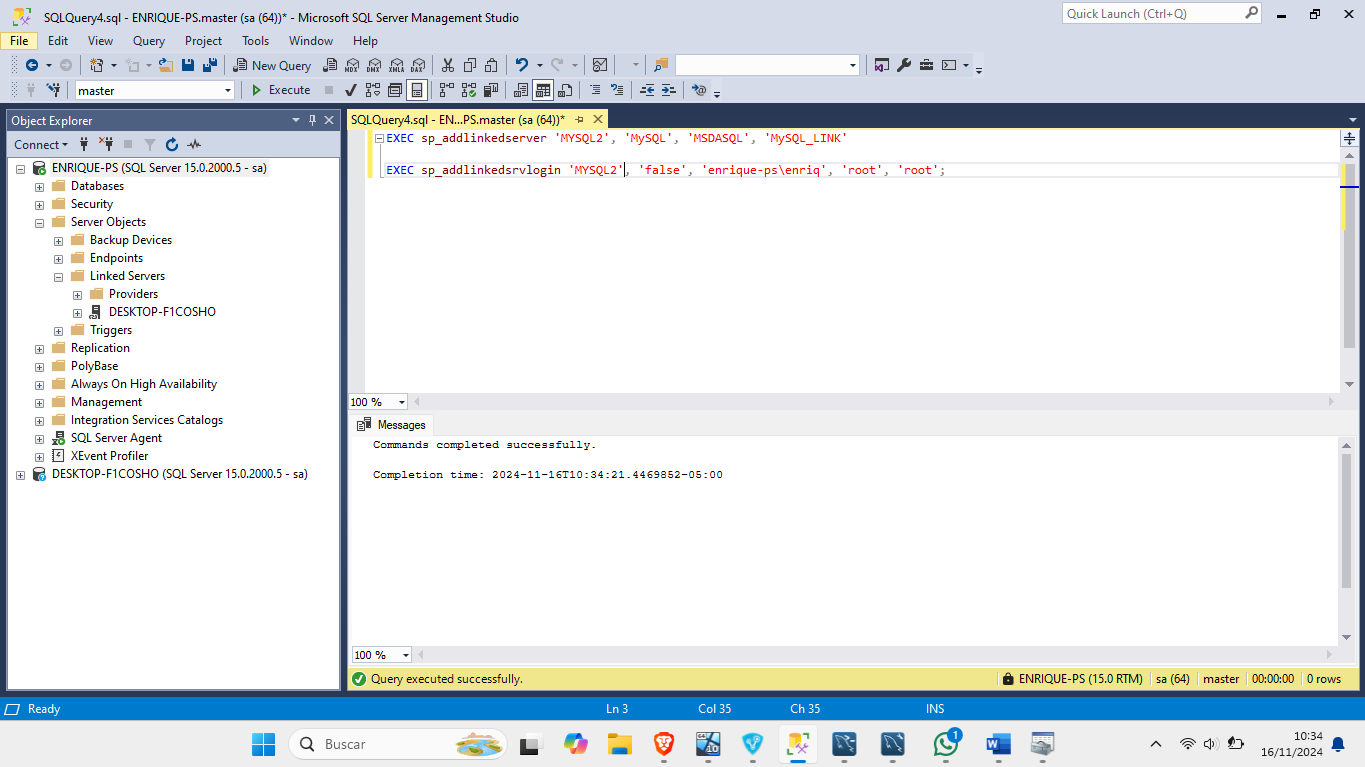 SQLQuery4.sql - ENRIQUE-PS.master (sa (64))* - Microsoft SQL Server Management Studio
Quick Launch (Ctrl+Q)
File Edit View Query Project Tools Window Help
New Query MDX DMX XMLA DAX
master Execute
Object Explorer
SQLQuery4.sql - EN...PS.master (sa (64))*
Connect
EXEC sp_addlinkedserver 'MYSQL2', 'MySQL', 'MSDASQL', 'MySQL_LINK'
EXEC sp_addlinkedsrvlogin 'MYSQL2', 'false', 'enrique-ps\enriq', 'root', 'root';
ENRIQUE-PS (SQL Server 15.0.2000.5 - sa)
Databases
Security
Server Objects
Backup Devices
Endpoints
Linked Servers
Providers
DESKTOP-F1COSHO
Triggers
Replication
PolyBase
Always On High Availability
Management
Integration Services Catalogs
SQL Server Agent
XEvent Profiler
DESKTOP-F1COSHO (SQL Server 15.0.2000.5 - sa)
100 %
Messages
Commands completed successfully.
Completion time: 2024-11-16T10:34:21.4469852-05:00
100 %
Query executed successfully. ENRIQUE-PS (15.0 RTM) sa (64) master 00:00:00 0 rows
Ready Ln 3 Col 35 Ch 35 INS
Buscar
1
10:34
16/11/2024